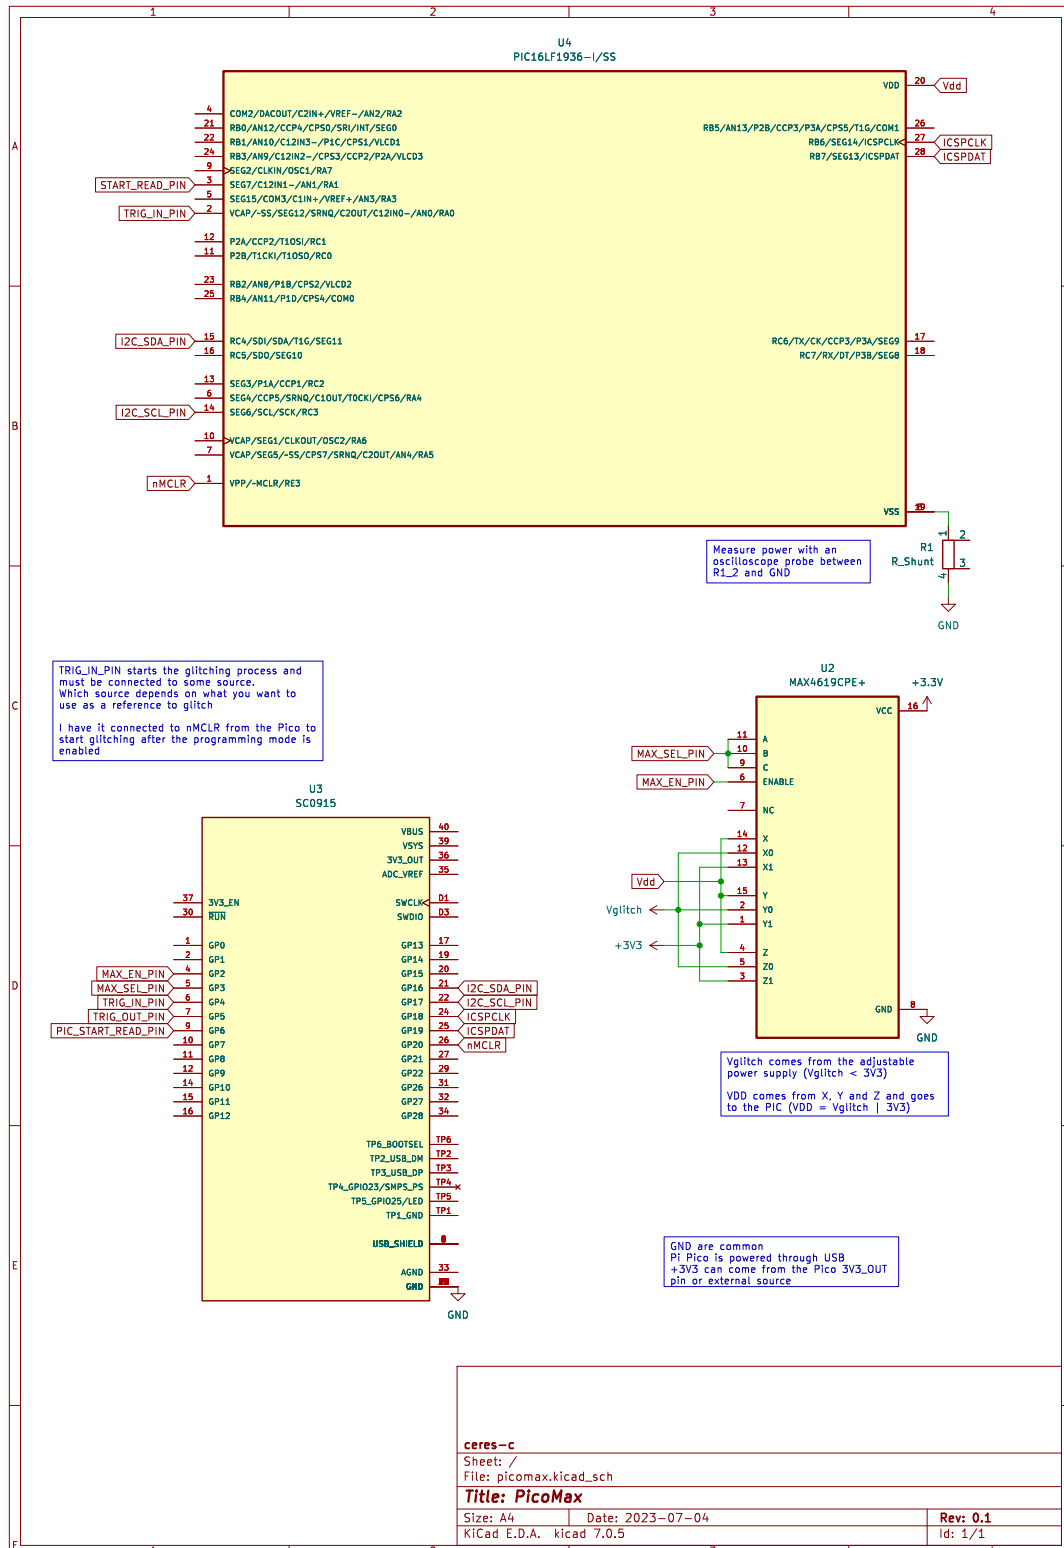 1 2 3 4
A
B
C
D
E
F
U4
PIC16LF1936-I/SS
4 COM2/DACOUT/C2IN+/VREF-/AN2/RA2
21 RB0/AN12/CCP4/CPS0/SRI/INT/SEG0
22 RB1/AN10/C12IN3-/P1C/CPS1/VLCD1
24 RB3/AN9/C12IN2-/CPS3/CCP2/P2A/VLCD3
9 SEG2/CLKIN/OSC1/RA7
START_READ_PIN 3 SEG7/C12IN1-/AN1/RA1
5 SEG15/COM3/C1IN+/VREF+/AN3/RA3
TRIG_IN_PIN 2 VCAP/~SS/SEG12/SRNQ/C2OUT/C12IN0-/AN0/RA0
12 P2A/CCP2/T1OSI/RC1
11 P2B/T1CKI/T1OSO/RC0
23 RB2/AN8/P1B/CPS2/VLCD2
25 RB4/AN11/P1D/CPS4/COM0
I2C_SDA_PIN 15 RC4/SDI/SDA/T1G/SEG11
16 RC5/SDO/SEG10
13 SEG3/P1A/CCP1/RC2
6 SEG4/CCP5/SRNQ/C1OUT/T0CKI/CPS6/RA4
I2C_SCL_PIN 14 SEG6/SCL/SCK/RC3
10 VCAP/SEG1/CLKOUT/OSC2/RA6
7 VCAP/SEG5/~SS/CPS7/SRNQ/C2OUT/AN4/RA5
nMCLR 1 VPP/~MCLR/RE3
VDD 20 Vdd
RB5/AN13/P2B/CCP3/P3A/CPS5/T1G/COM1 26
RB6/SEG14/ICSPCLK 27 ICSPCLK
RB7/SEG13/ICSPDAT 28 ICSPDAT
RC6/TX/CK/CCP3/P3A/SEG9 17
RC7/RX/DT/P3B/SEG8 18
VSS
R1
R_Shunt
1 2
4 3
GND
Measure power with an
oscilloscope probe between
R1_2 and GND
TRIG_IN_PIN starts the glitching process and
must be connected to some source.
Which source depends on what you want to
use as a reference to glitch
I have it connected to nMCLR from the Pico to
start glitching after the programming mode is
enabled
U2
MAX4619CPE+
+3.3V
VCC 16
11 A
MAX_SEL_PIN 10 B
9 C
MAX_EN_PIN 6 ENABLE
7 NC
14 X
12 X0
13 X1
Vdd
15 Y
Vglitch 2 Y0
1 Y1
+3V3
4 Z
5 Z0
3 Z1
GND 8
GND
Vglitch comes from the adjustable
power supply (Vglitch < 3V3)
VDD comes from X, Y and Z and goes
to the PIC (VDD = Vglitch | 3V3)
U3
SC0915
VBUS 40
VSYS 39
3V3_OUT 36
ADC_VREF 35
37 3V3_EN SWCLK D1
30 RUN SWDIO D3
1 GP0 GP13 17
2 GP1 GP14 19
MAX_EN_PIN 4 GP2 GP15 20
MAX_SEL_PIN 5 GP3 GP16 21 I2C_SDA_PIN
TRIG_IN_PIN 6 GP4 GP17 22 I2C_SCL_PIN
TRIG_OUT_PIN 7 GP5 GP18 24 ICSPCLK
PIC_START_READ_PIN 9 GP6 GP19 25 ICSPDAT
10 GP7 GP20 26 nMCLR
11 GP8 GP21 27
12 GP9 GP22 29
14 GP10 GP26 31
15 GP11 GP27 32
16 GP12 GP28 34
TP6_BOOTSEL TP6
TP2_USB_DM TP2
TP3_USB_DP TP3
TP4_GPIO23/SMPS_PS TP4
TP5_GPIO25/LED TP5
TP1_GND TP1
USB_SHIELD
AGND 33
GND
GND
GND are common
Pi Pico is powered through USB
+3V3 can come from the Pico 3V3_OUT
pin or external source
ceres-c
Sheet: /
File: picomax.kicad_sch
Title: PicoMax
Size: A4 Date: 2023-07-04 Rev: 0.1
KiCad E.D.A. kicad 7.0.5 Id: 1/1